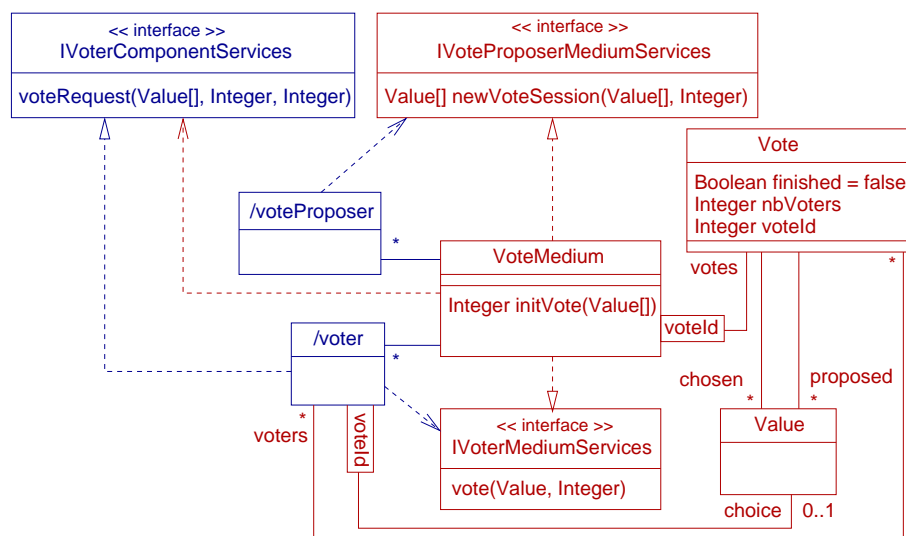 << interface >>
IVoterComponentServices
voteRequest(Value[], Integer, Integer)
<< interface >>
IVoteProposerMediumServices
Value[] newVoteSession(Value[], Integer)
Vote
Boolean finished = false
Integer nbVoters
Integer voteId
/voteProposer
*
VoteMedium
Integer initVote(Value[])
votes
*
voteId
/voter
*
chosen
*
proposed
*
*
voters
voteId
<< interface >>
IVoterMediumServices
vote(Value, Integer)
Value
choice
0..1